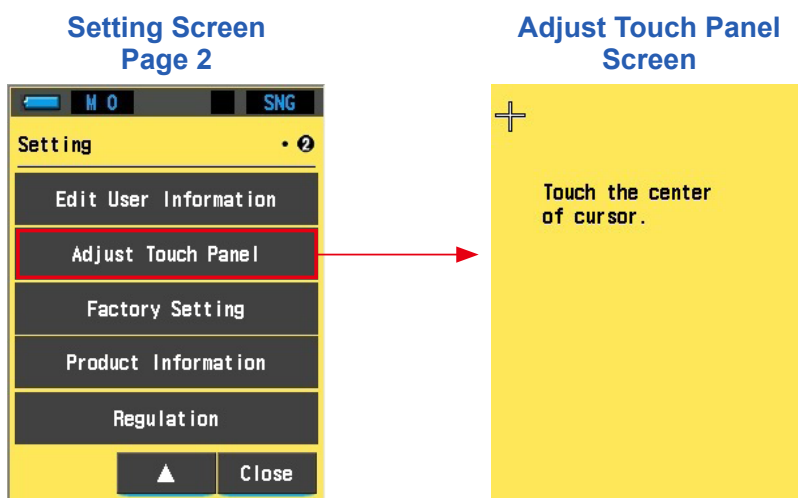 Setting Screen
Page 2
Adjust Touch Panel
Screen
M 0
SNG
Setting
• ❷
Edit User Information
Adjust Touch Panel
Factory Setting
Product Information
Regulation
▲
Close
Touch the center
of cursor.